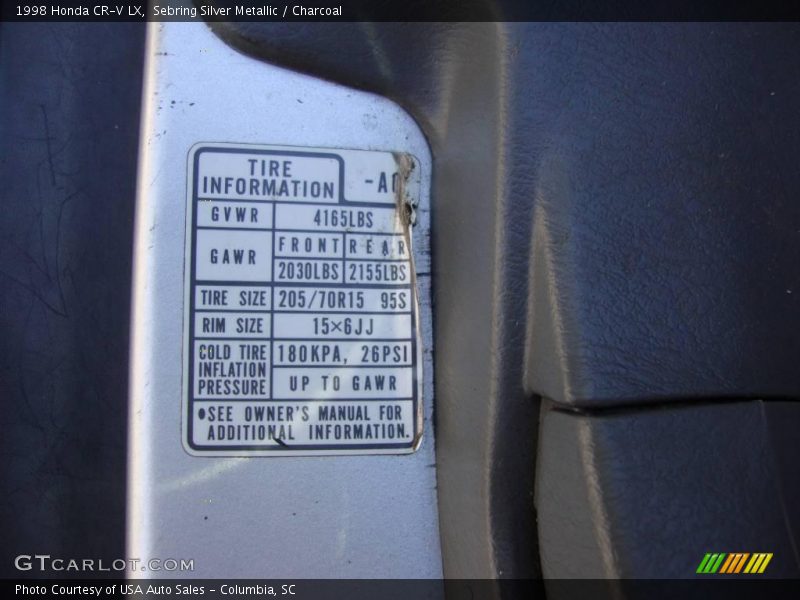 1998 Honda CR-V LX, Sebring Silver Metallic / Charcoal
TIRE
INFORMATION
GVWR 4165LBS
GAWR FRONT REAR
2030LBS 2155LBS
TIRE SIZE 205/70R15 95S
RIM SIZE 15×6JJ
COLD TIRE
INFLATION
PRESSURE
180KPA, 26PSI
UP TO GAWR
•SEE OWNER'S MANUAL FOR
ADDITIONAL INFORMATION.
GTCARLOT.COM
Photo Courtesy of USA Auto Sales - Columbia, SC